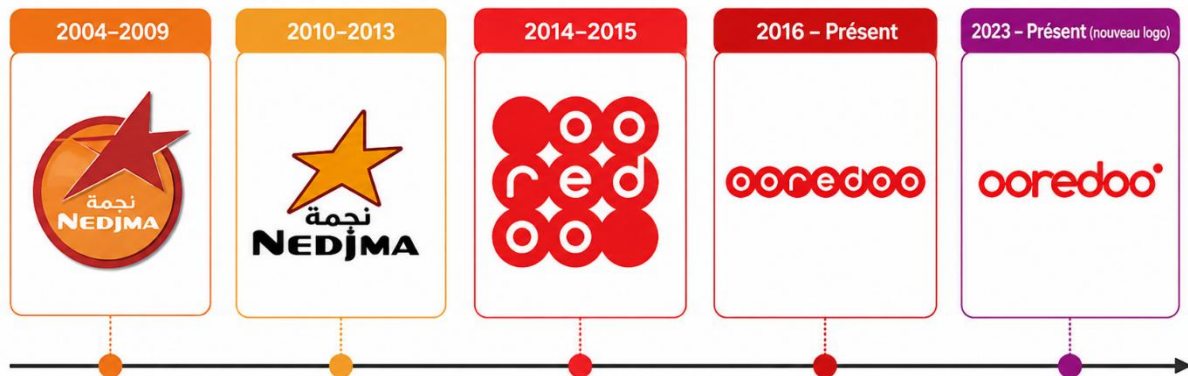 2004–2009
نجمة
NEDJMA
2010–2013
نجمة
NEDJMA
2014–2015
oo
red
oo
2016 – Présent
ooredoo
2023 – Présent (nouveau logo)
ooredoo